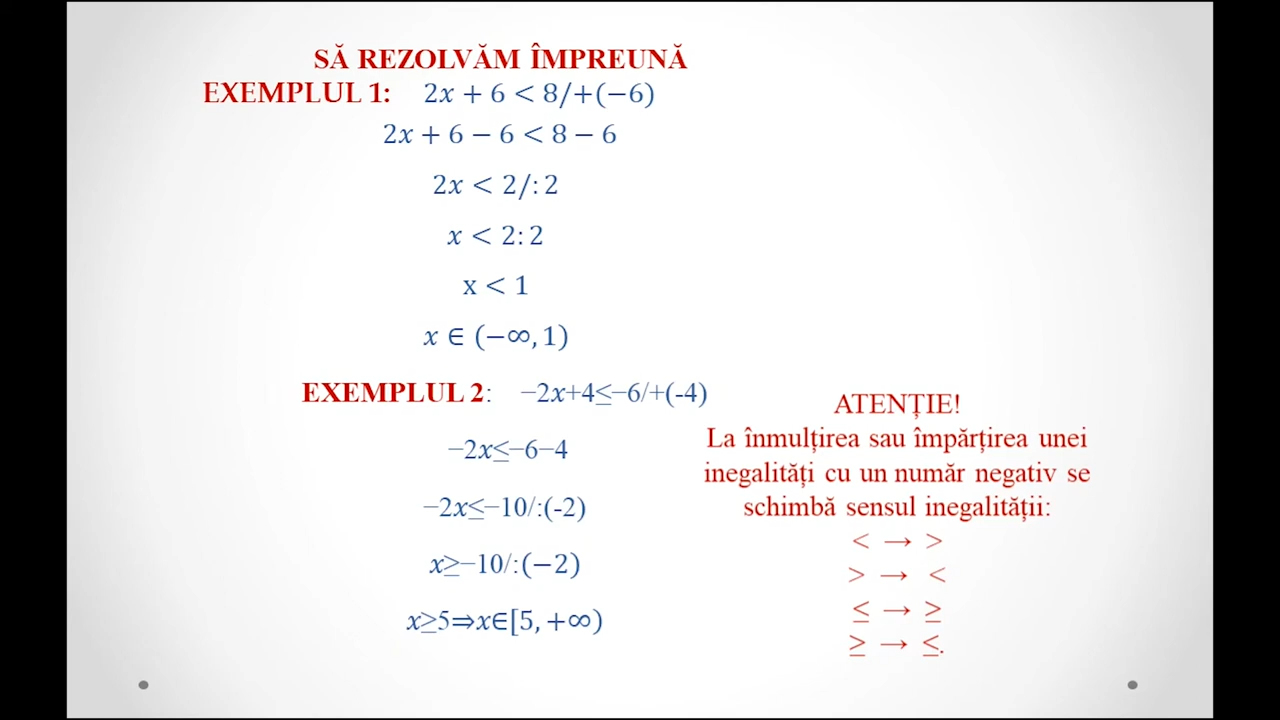 SĂ REZOLVĂM ÎMPREUNĂ
EXEMPLUL 1: 2x + 6 < 8/+(−6)
2x + 6 − 6 < 8 − 6
2x < 2/: 2
x < 2: 2
x < 1
x ∈ (−∞, 1)
EXEMPLUL 2: −2x+4≤−6/+(-4)
−2x≤−6−4
−2x≤−10/:(-2)
x≥−10/:(−2)
x≥5⇒x∈[5, +∞)
ATENȚIE!
La înmulțirea sau împărțirea unei
inegalități cu un număr negativ se
schimbă sensul inegalității:
< → >
> → <
≤ → ≥
≥ → ≤.